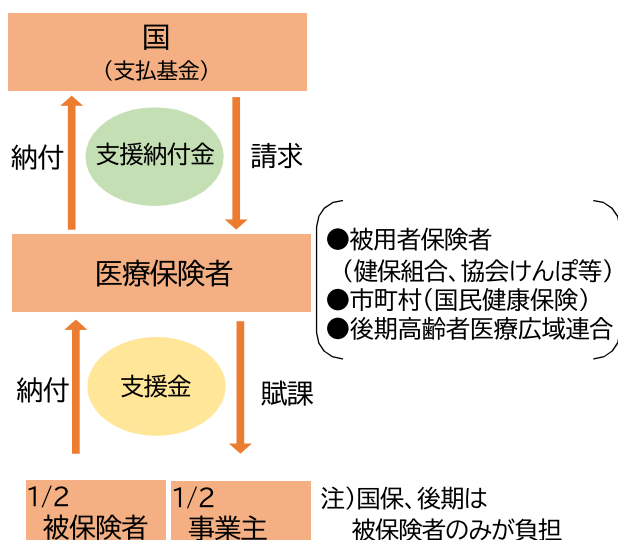 国
（支払基金）
納付
支援納付金
請求
医療保険者
●被用者保険者
（健保組合、協会けんぽ等）
●市町村（国民健康保険）
●後期高齢者医療広域連合
納付
支援金
賦課
1/2
被保険者
1/2
事業主
注）国保、後期は
被保険者のみが負担